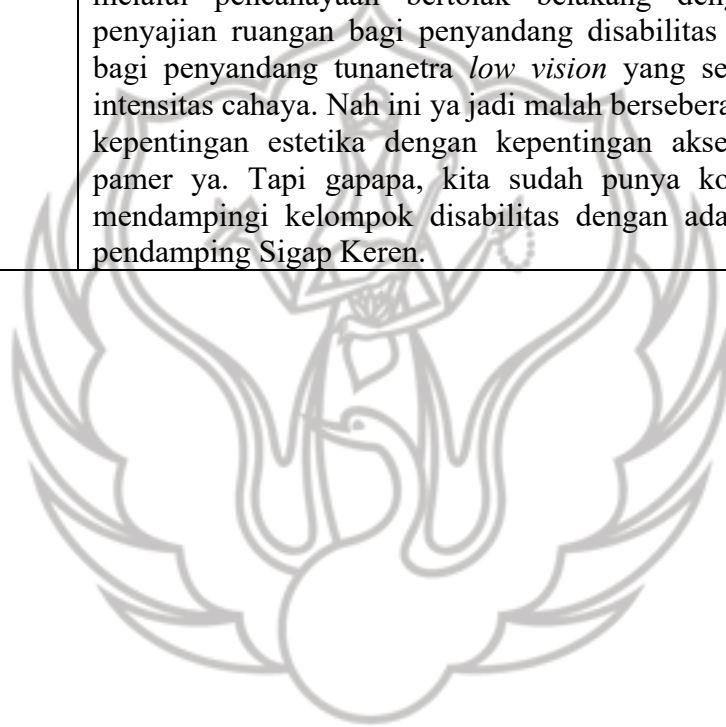 melalui pencahayaan bertolak belakang
penyajian ruangan bagi penyandang disabilitas
bagi penyandang tunanetra low vision yang
intensitas cahaya. Nah ini ya jadi malah
kepentingan estetika dengan kepentingan
pamer ya. Tapi gapapa, kita sudah punya
mendampingi kelompok disabilitas dengan
pendamping Sigap Keren.